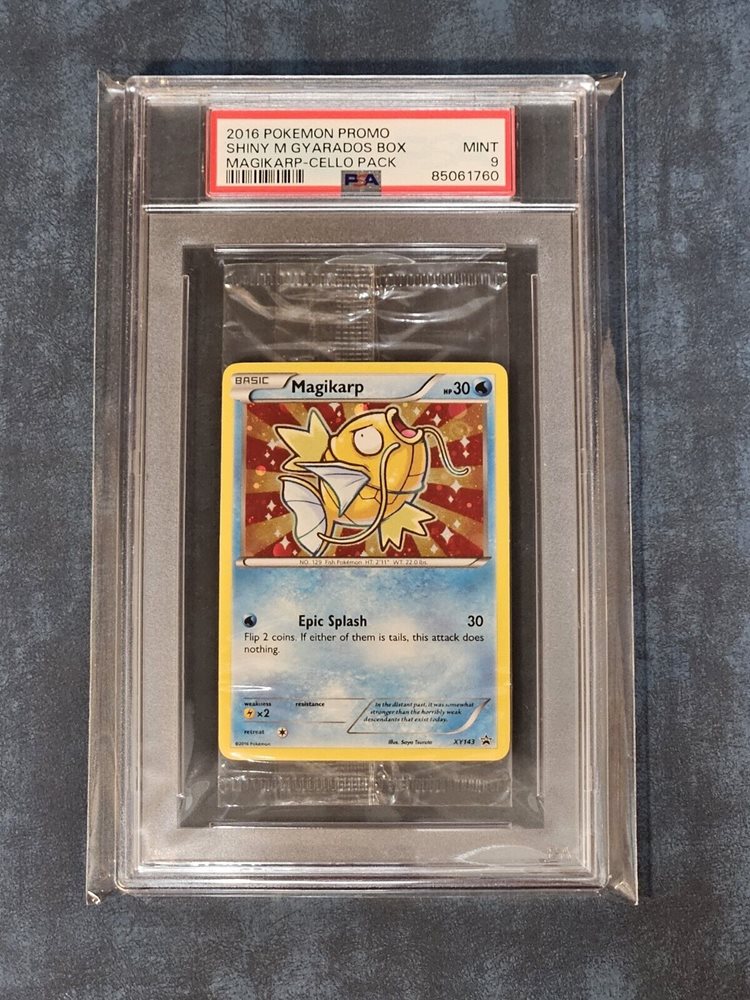 2016 POKEMON PROMO
SHINY M GYARADOS BOX MINT
MAGIKARP-CELLO PACK 9
PSA 85061760
BASIC Magikarp HP 30
NO. 129 Fish Pokémon HT: 2'11" WT: 22.0 lbs.
Epic Splash 30
Flip 2 coins. If either of them is tails, this attack does
nothing.
weakness resistance
×2
retreat
In the distant past, it was somewhat
stronger than the horribly weak
descendants that exist today.
©2016 Pokémon Illus. Saya Tsuruta XY143